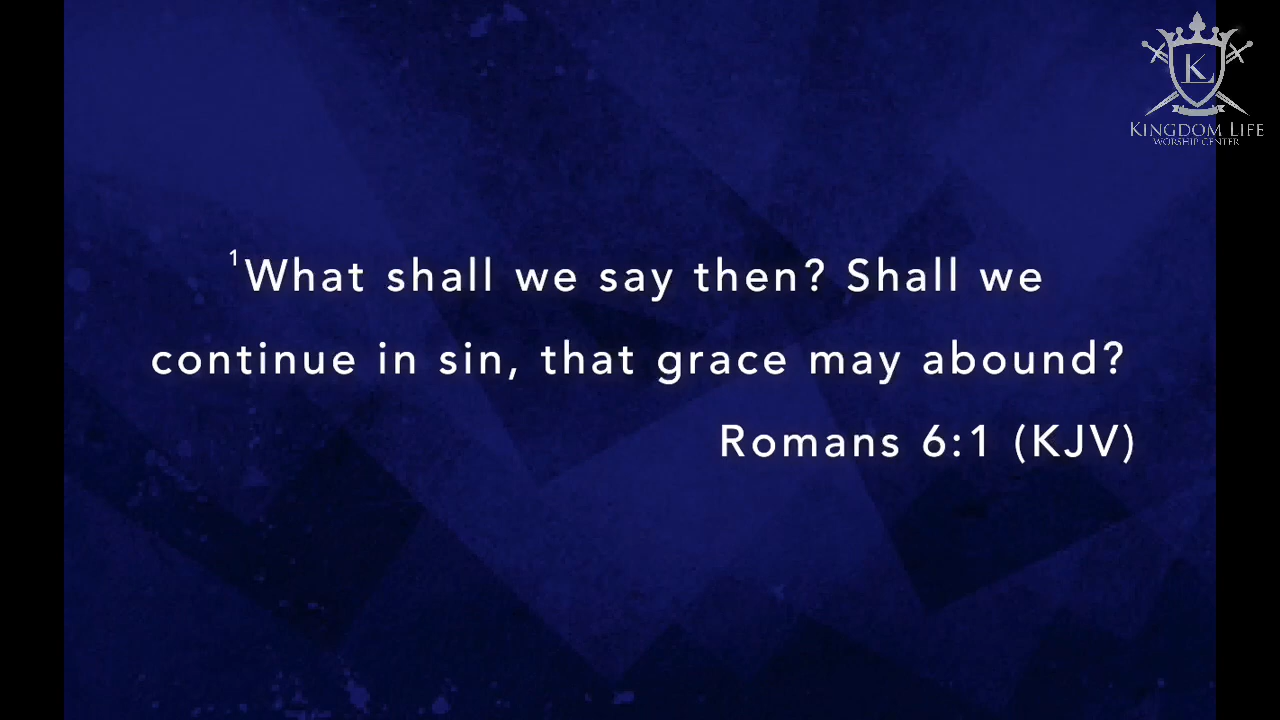 KL
KINGDOM LIFE
WORSHIP CENTER
¹What shall we say then? Shall we
continue in sin, that grace may abound?
Romans 6:1 (KJV)